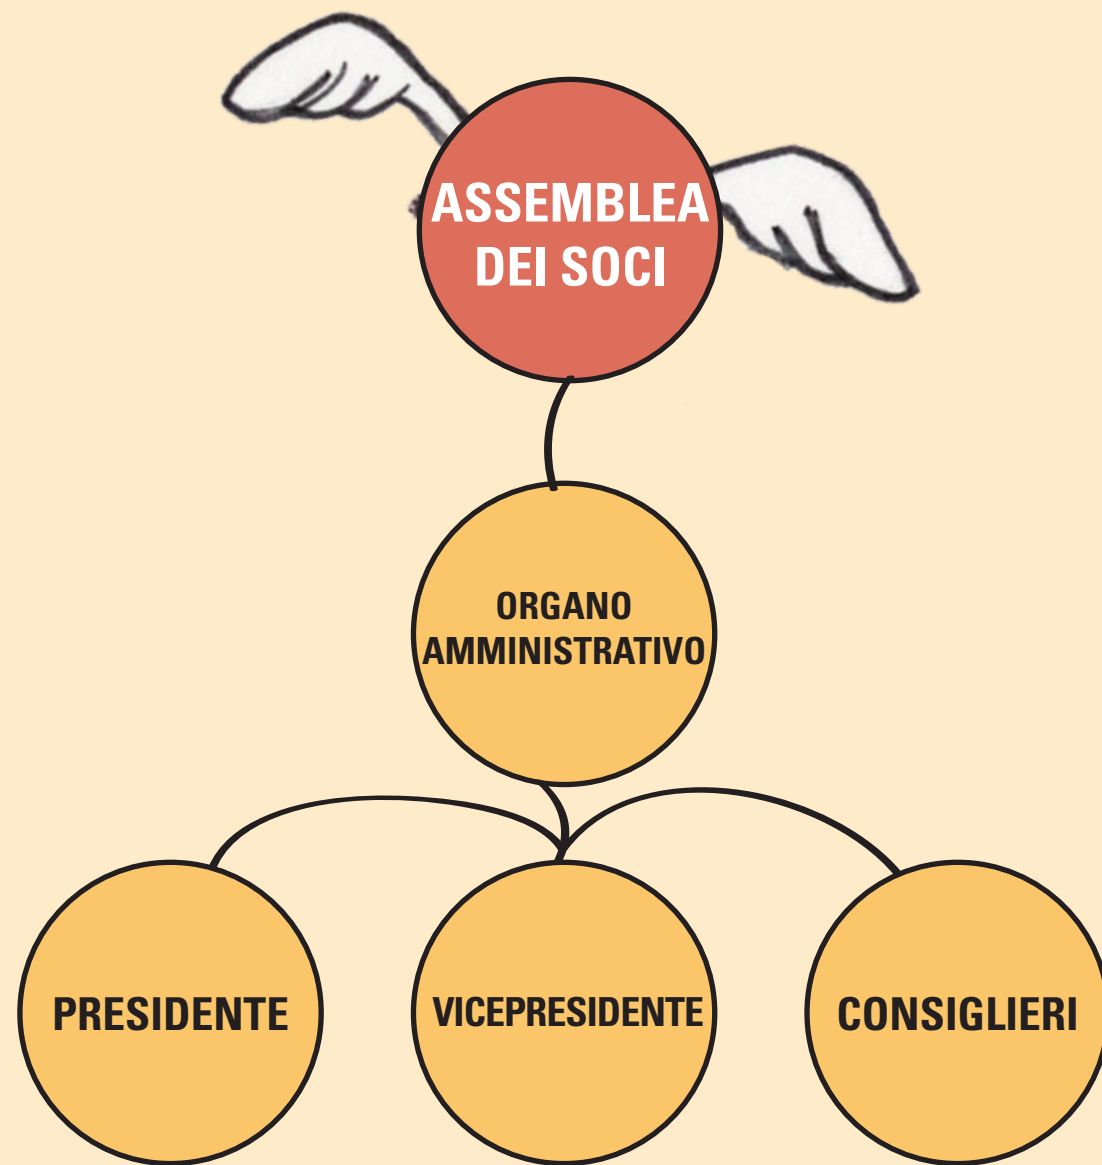 ASSEMBLEA
DEI SOCI
ORGANO
AMMINISTRATIVO
PRESIDENTE
VICEPRESIDENTE
CONSIGLIERI